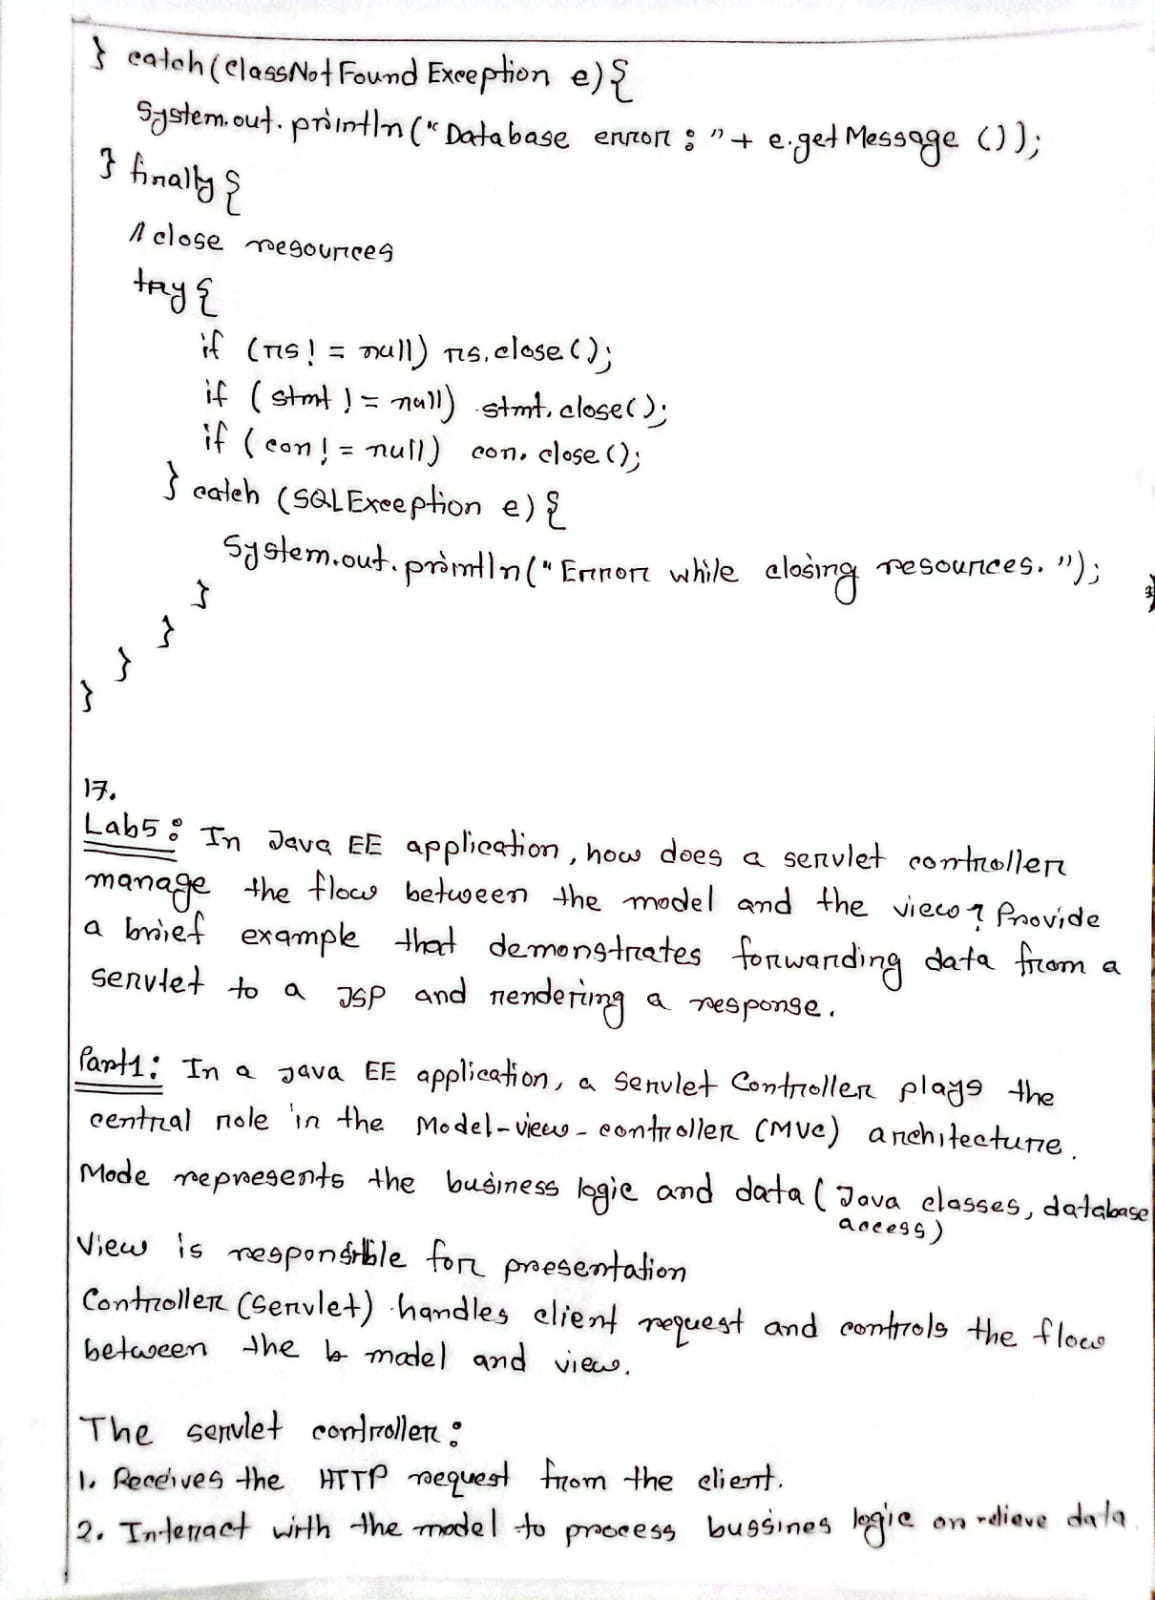 } catch(ClassNotFoundException e){
System.out.println("Database error: "+ e.getMessage ());
} finally{
// close resources
try{
if (rs! = null) rs.close();
if (stmt != null) stmt.close();
if (con! = null) con.close();
} catch (SQLException e){
System.out.println("Error while closing resources.");
}
}
}
}
17.
Lab5: In Java EE application, how does a servlet controller
manage the flow between the model and the view? Provide
a brief example that demonstrates forwarding data from a
servlet to a JSP and rendering a response.
Part1: In a Java EE application, a Servlet Controller plays the
central role in the Model-view-controller (MVC) architecture.
Mode represents the business logic and data (Java classes, database
access)
View is responsible for presentation
Controller (Servlet) handles client request and controls the flow
between the model and view.
The servlet controller:
1. Receives the HTTP request from the client.
2. Interact with the model to process bussines logic or data.